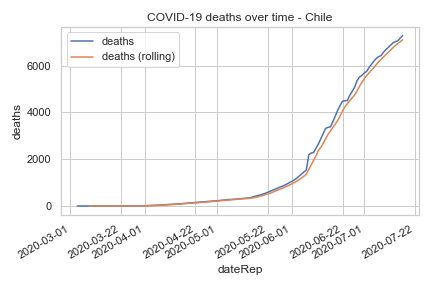 COVID-19 deaths over time - Chile
deaths
deaths (rolling)
6000
4000
2000
0
deaths
2020-03-01
2020-03-22
2020-04-01
2020-04-22
2020-05-01
2020-05-22
2020-06-01
2020-06-22
2020-07-01
2020-07-22
dateRep